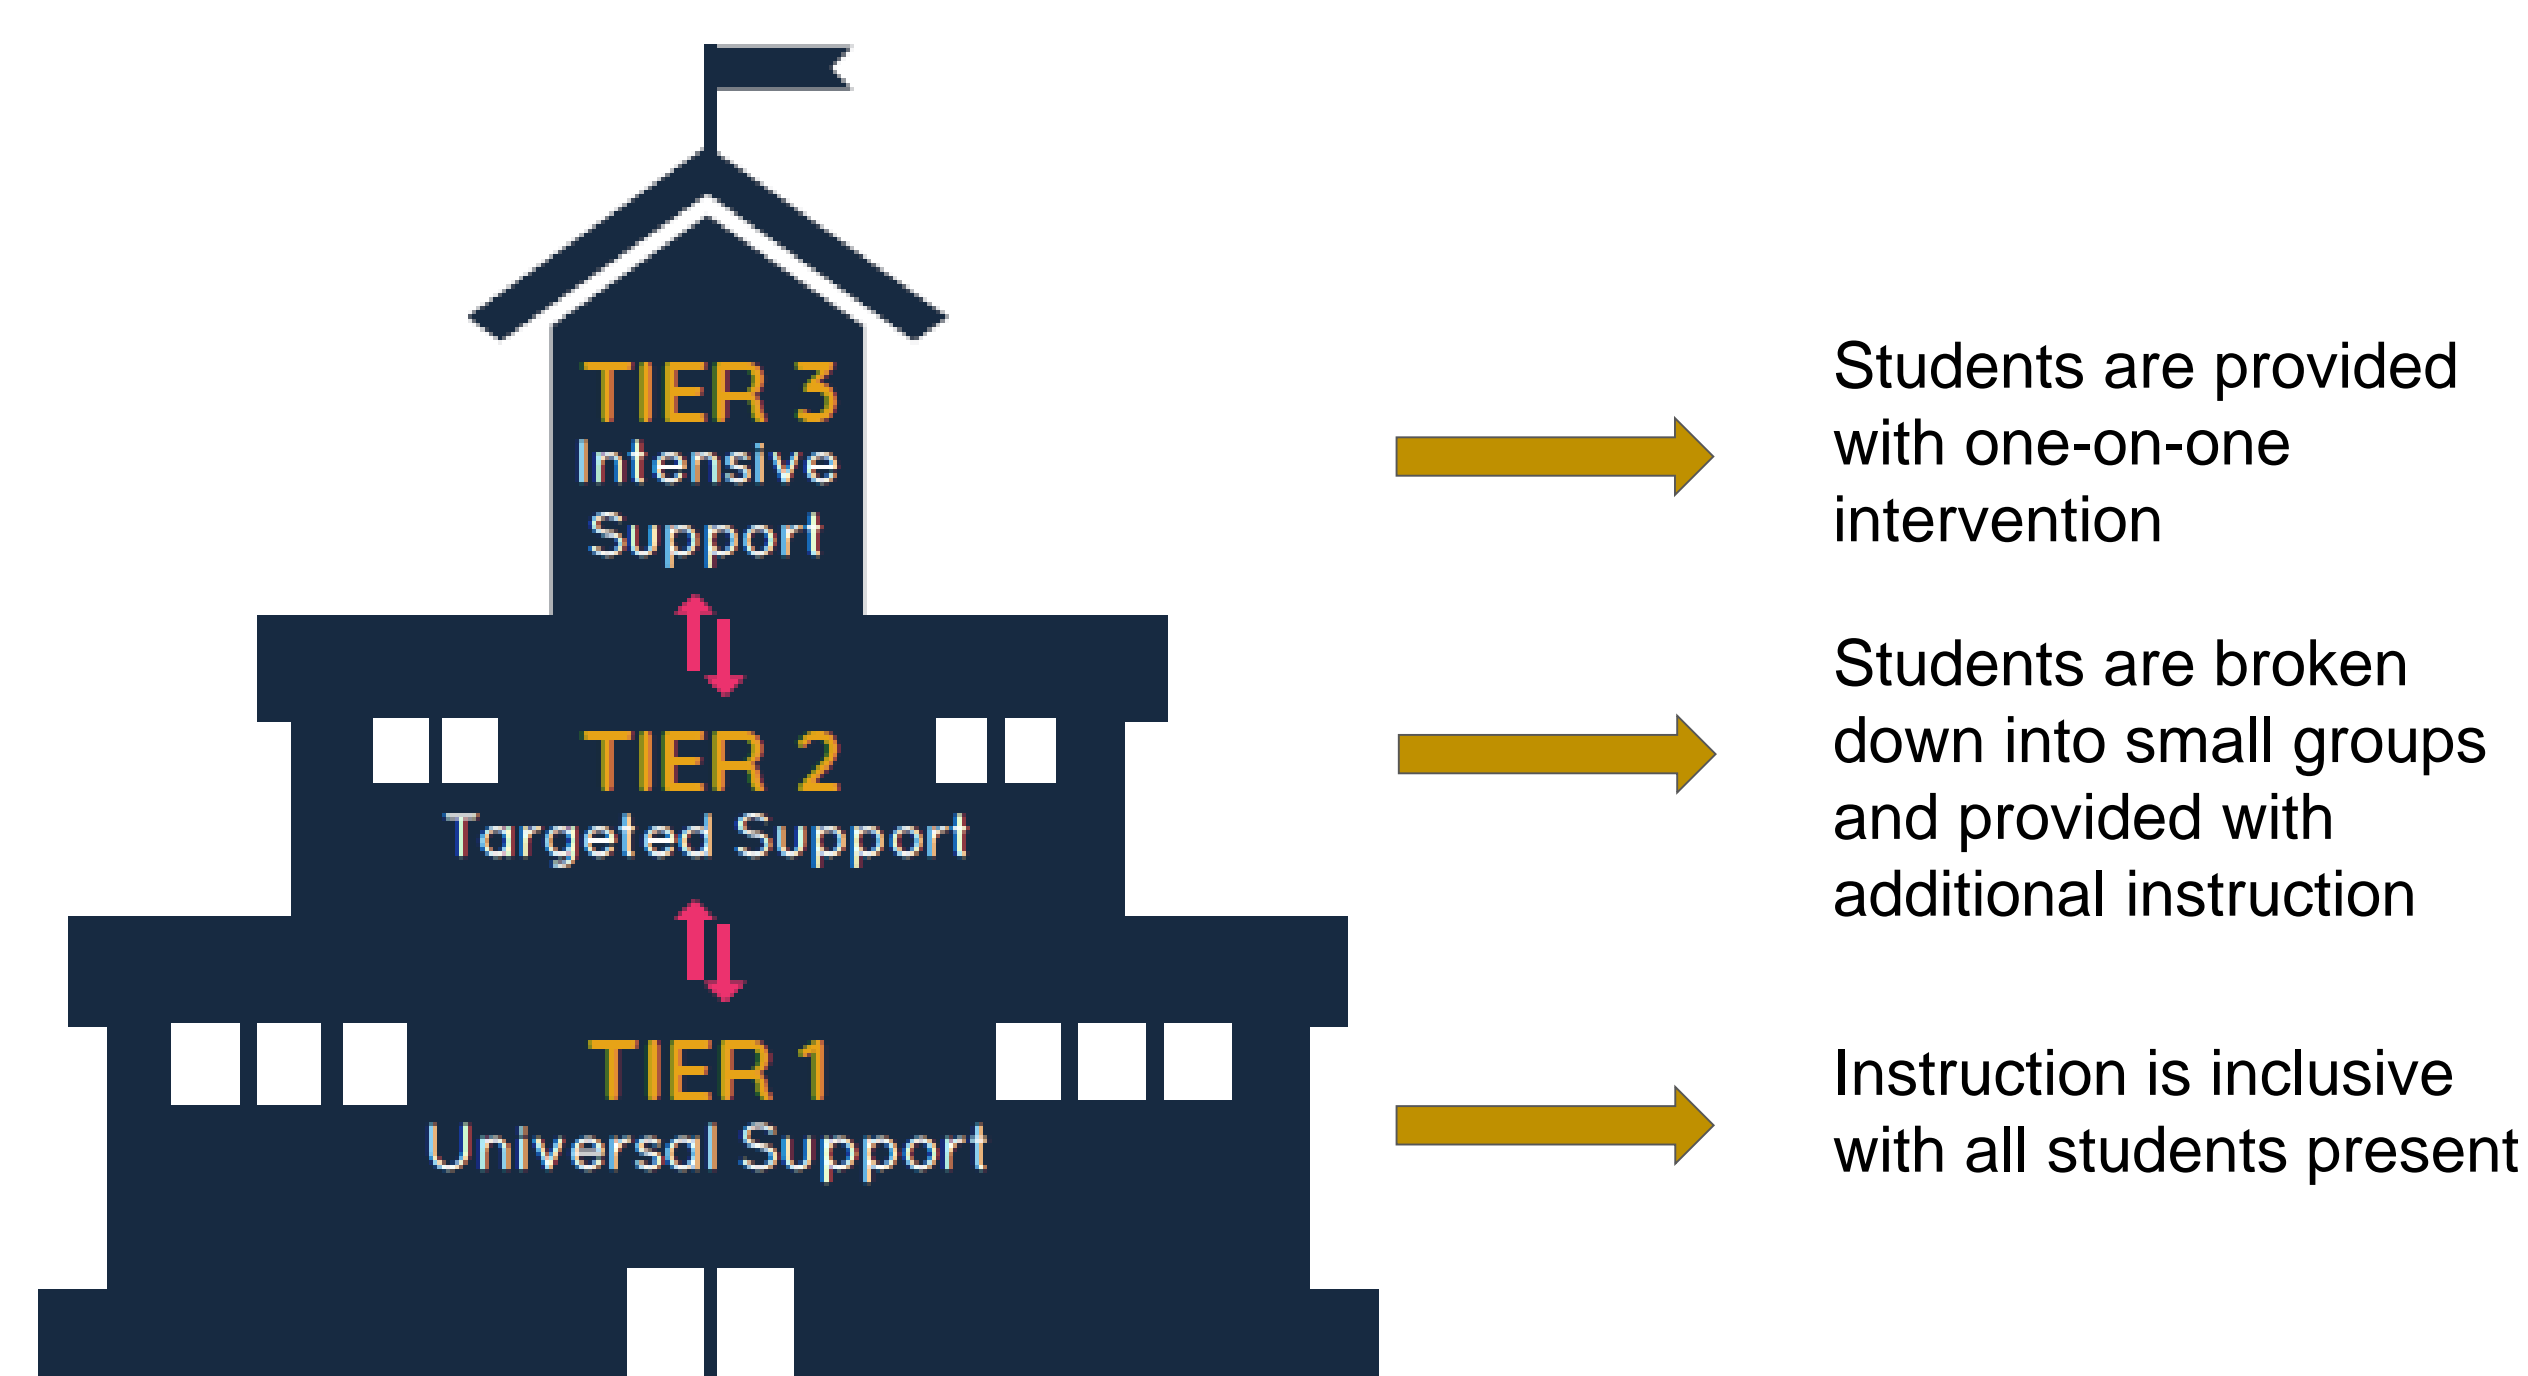 TIER 3
Intensive
Support
Students are provided
with one-on-one
intervention
TIER 2
Targeted Support
Students are broken
down into small groups
and provided with
additional instruction
TIER 1
Universal Support
Instruction is inclusive
with all students present